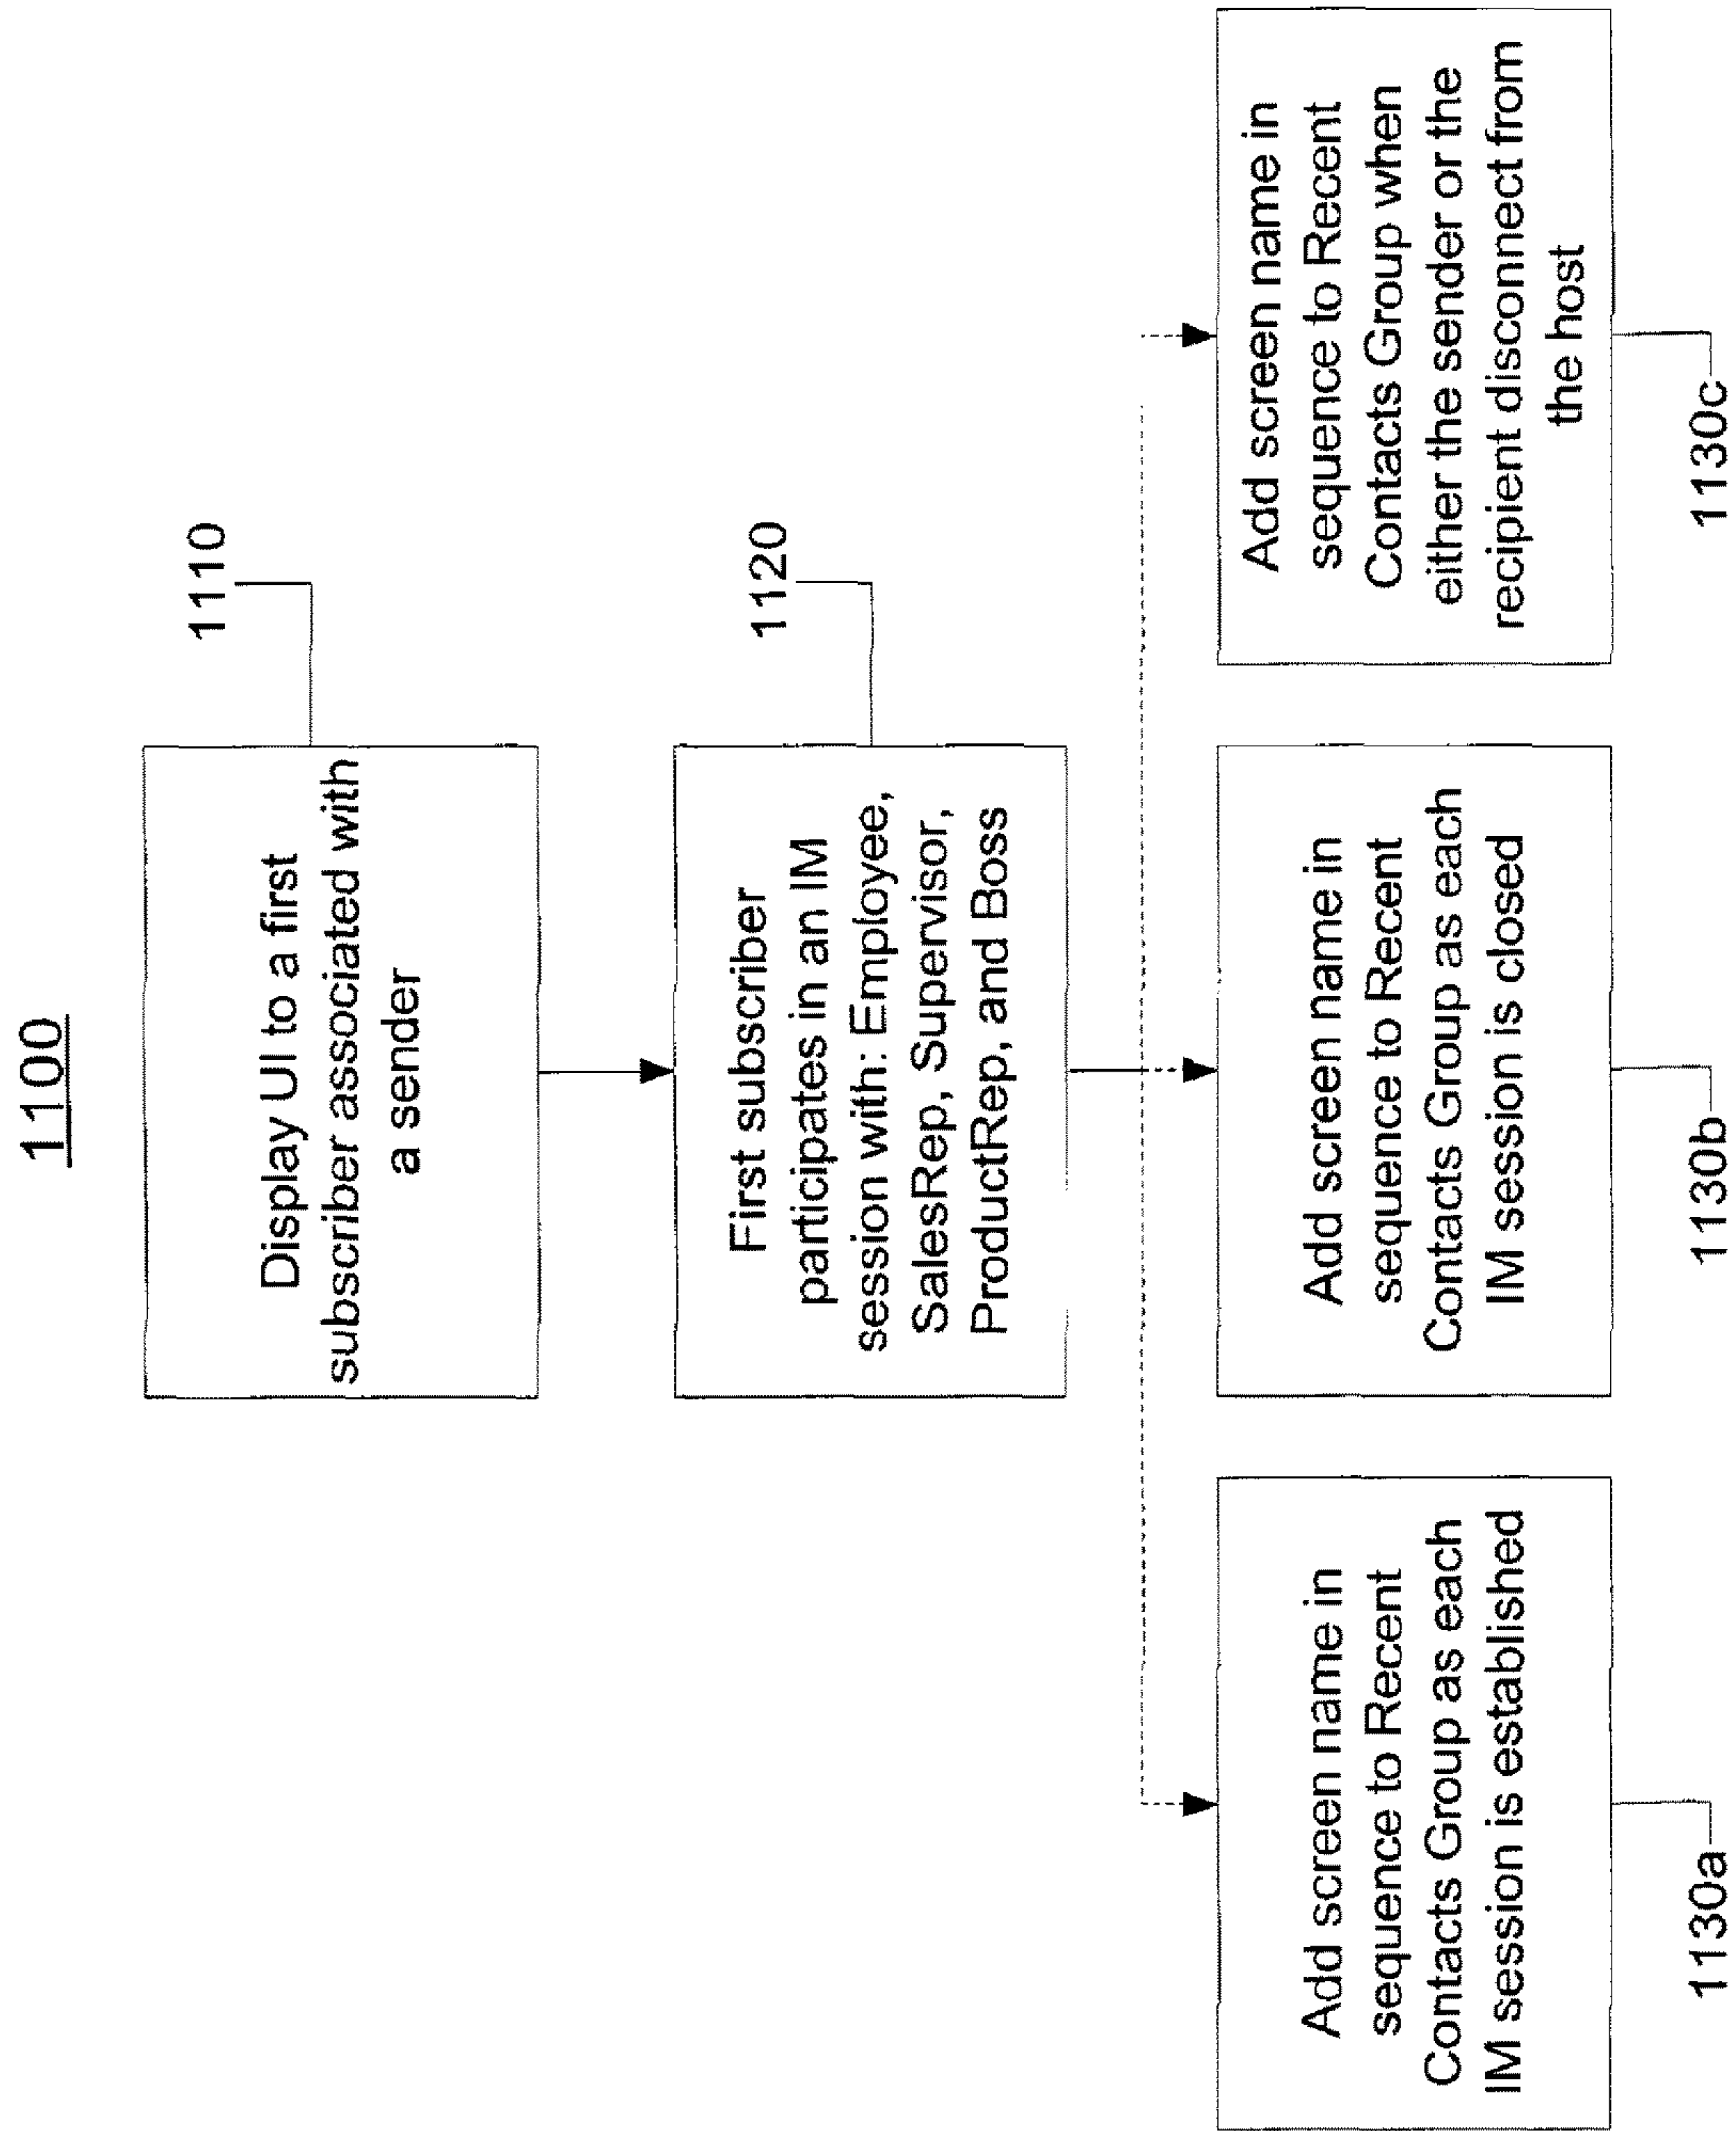 1100
Display UI to a first
subscriber associated with
a sender
1110
First subscriber
participates in an IM
session with: Employee,
SalesRep, Supervisor,
ProductRep, and Boss
1120
Add screen name in
sequence to Recent
Contacts Group as each
IM session is established
1130a
Add screen name in
sequence to Recent
Contacts Group as each
IM session is closed
1130b
Add screen name in
sequence to Recent
Contacts Group when
either the sender or the
recipient disconnect from
the host
1130c